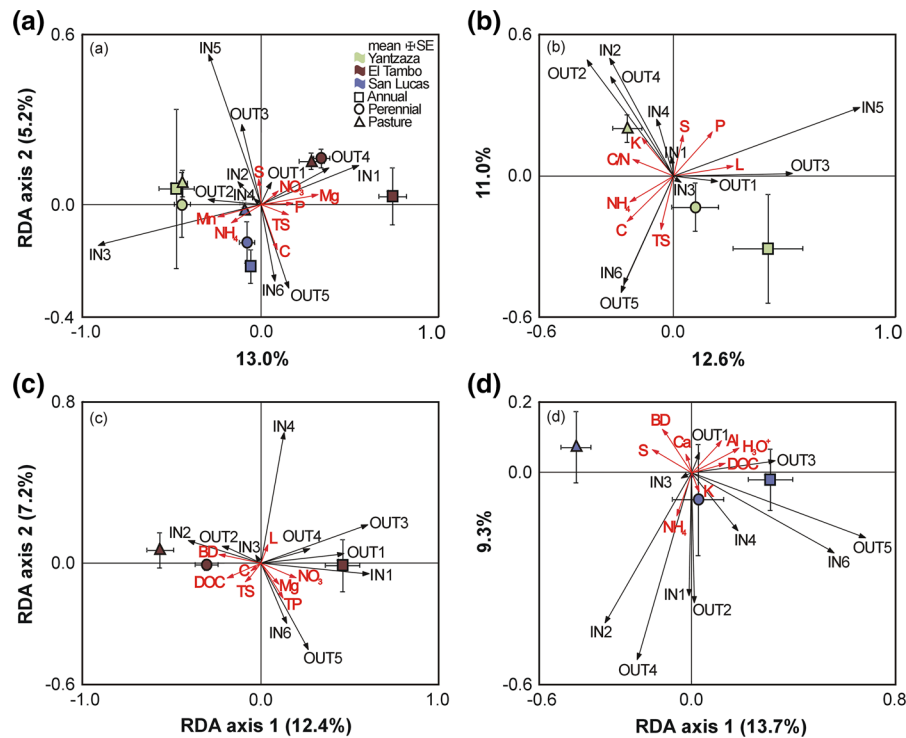 (a)
(a)
0.6
IN5
mean ✠SE
Yantzaza
El Tambo
San Lucas
Annual
Perennial
Pasture
OUT3
RDA axis 2 (5.2%)
S
OUT1
OUT4
IN2
NO3
IN1
OUT2
IN4
Mg
0.0
P
Mn
TS
NH4
IN3
C
IN6
OUT5
-0.4
-1.0
0.0
1.0
13.0%
(b)
(b)
0.6
IN2
OUT2
OUT4
IN5
IN4
S
P
K
11.0%
C/N
IN1
L
OUT3
0.0
IN3
OUT1
NH4
C
TS
IN6
OUT5
-0.6
-0.6
0.0
1.0
12.6%
(c)
(c)
0.8
IN4
RDA axis 2 (7.2%)
OUT3
IN2
OUT2
L
OUT4
BD
IN3
OUT1
0.0
C
IN1
DOC
NO3
TS
Mg
TP
IN6
OUT5
-0.6
-1.0
0.0
1.0
RDA axis 1 (12.4%)
(d)
(d)
0.2
BD
OUT1
Ca
Al
H3O+
S
DOC
OUT3
0.0
IN3
K
9.3%
NH4
IN4
OUT5
IN6
IN1
OUT2
IN2
OUT4
-0.6
-0.6
0.0
0.8
RDA axis 1 (13.7%)